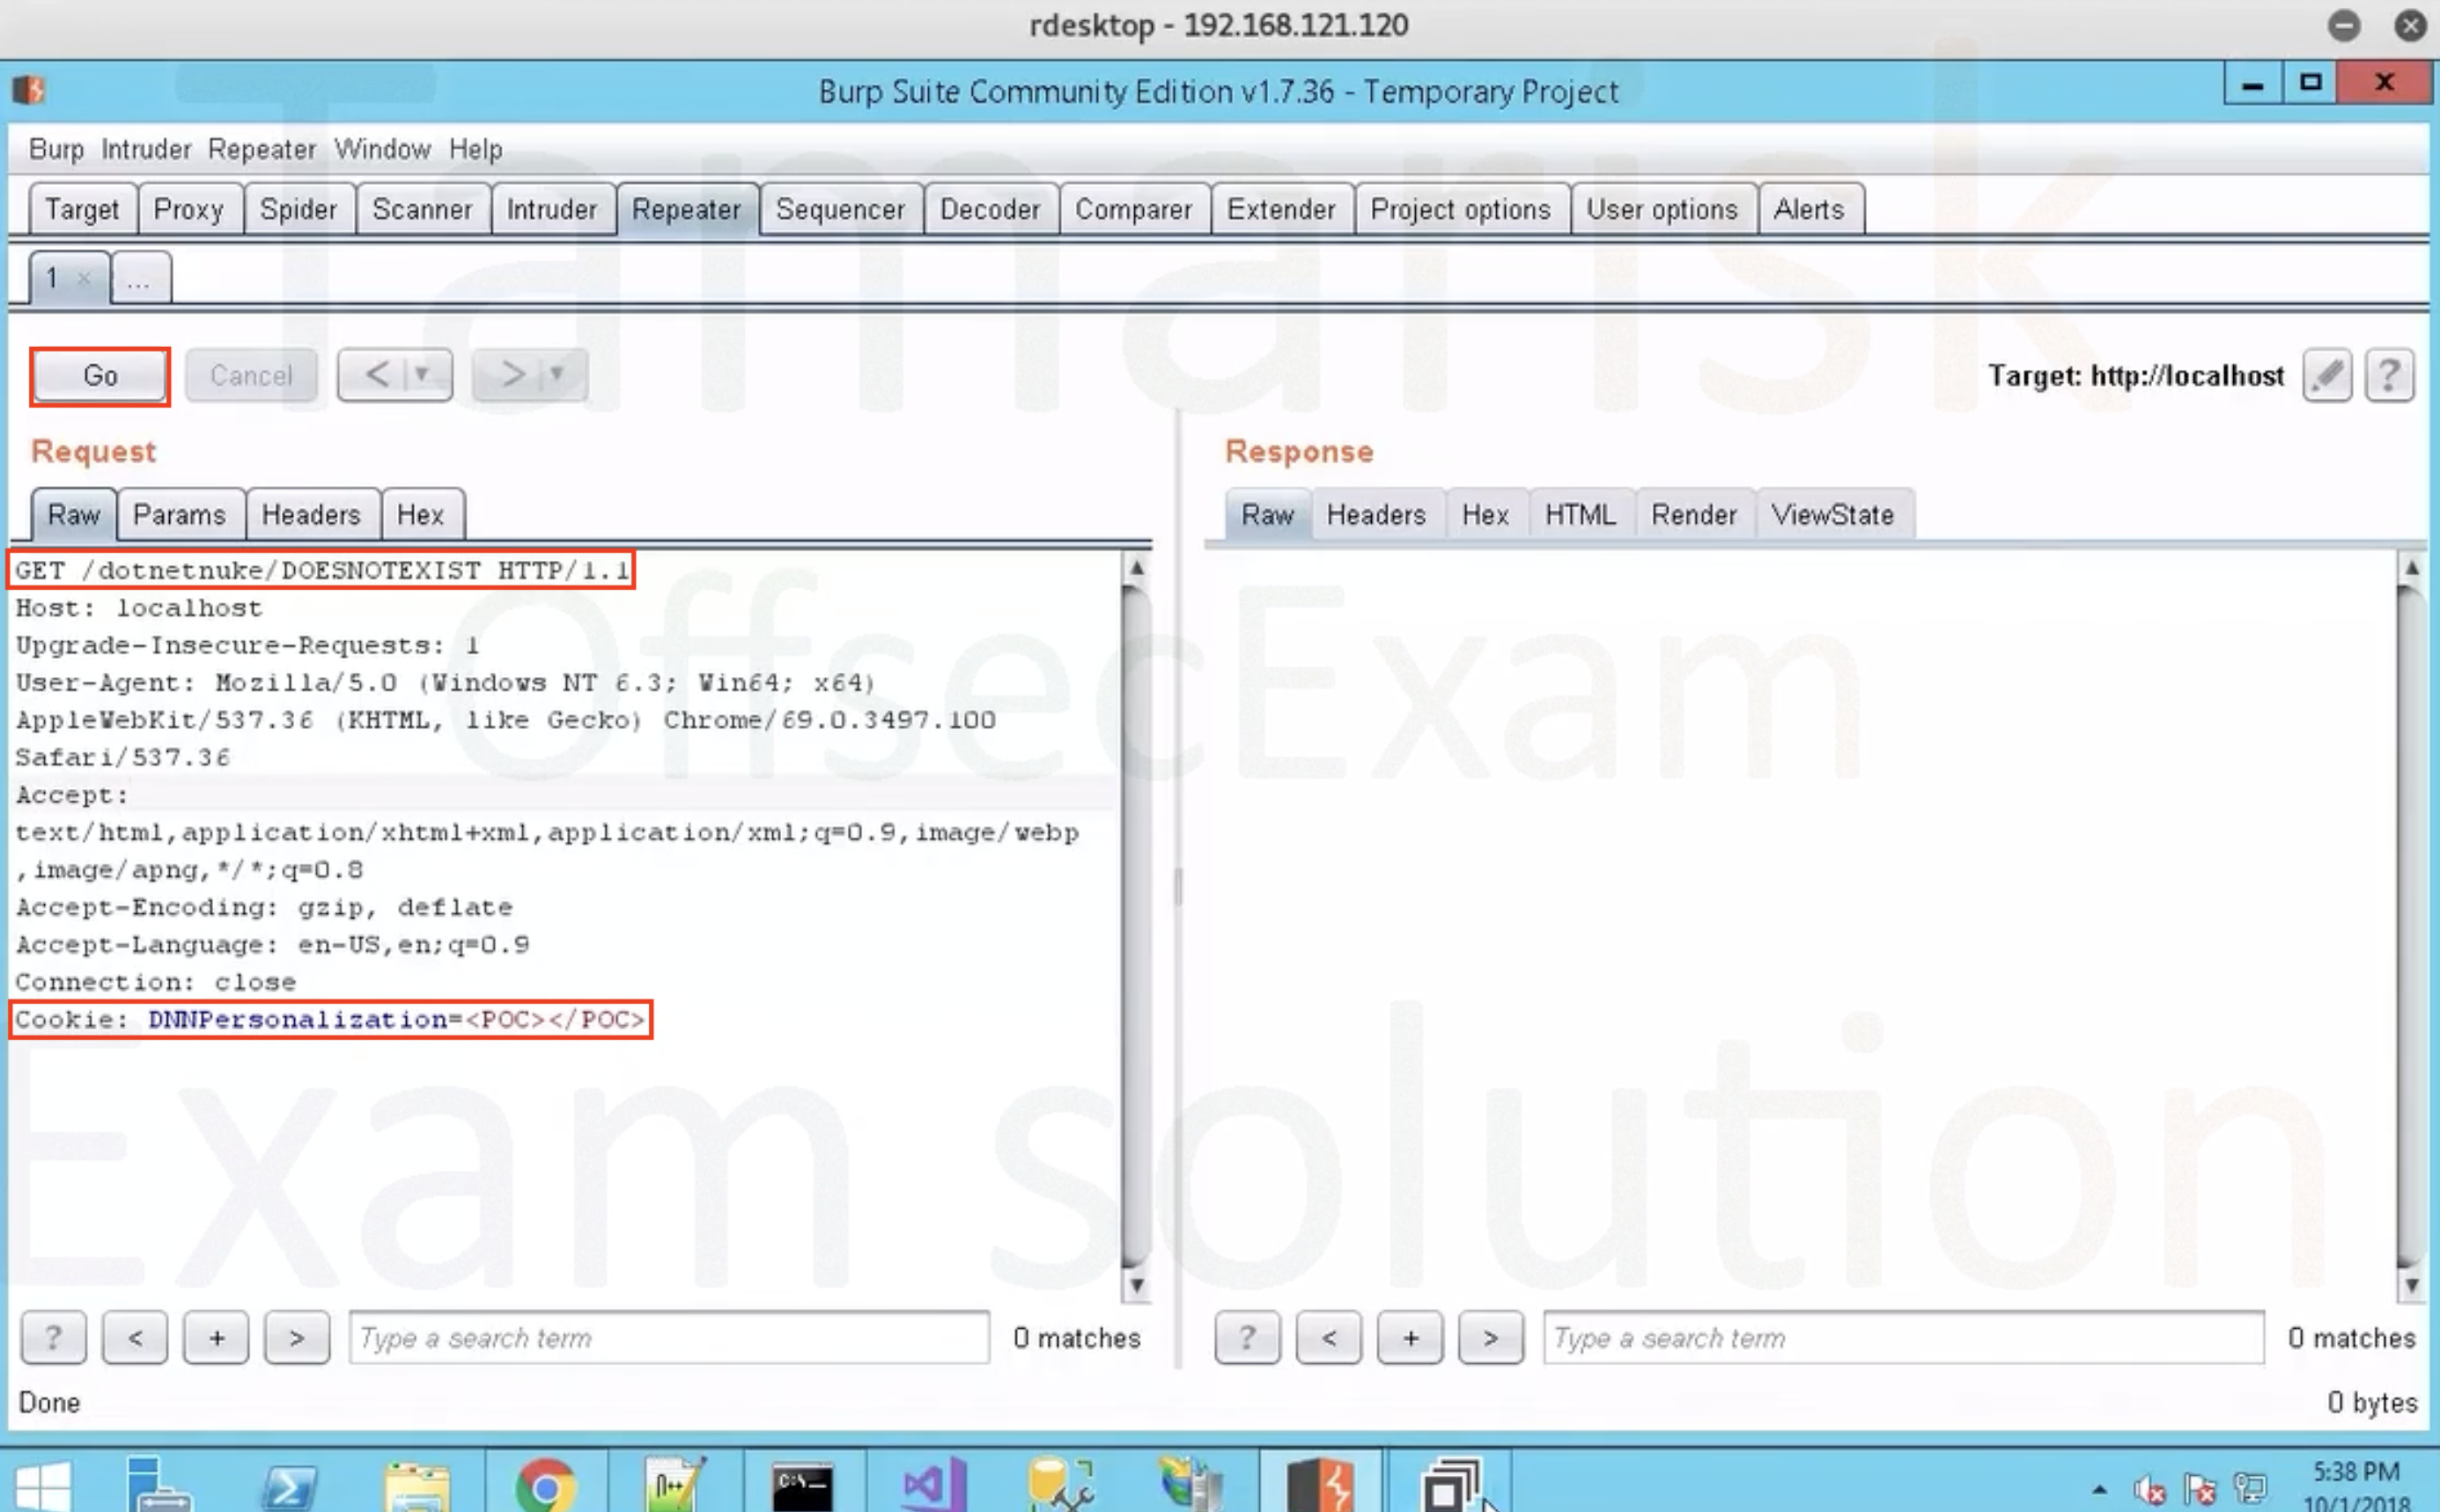 rdesktop - 192.168.121.120
Burp Suite Community Edition v1.7.36 - Temporary Project
Burp Intruder Repeater Window Help
Target Proxy Spider Scanner Intruder Repeater Sequencer Decoder Comparer Extender Project options User options Alerts
1 × ...
Go Cancel < > Target: http://localhost ?
Request Response
Raw Params Headers Hex Raw Headers Hex HTML Render ViewState
GET /dotnetnuke/DOESNOTEXIST HTTP/1.1
Host: localhost
Upgrade-Insecure-Requests: 1
User-Agent: Mozilla/5.0 (Windows NT 6.3; Win64; x64)
AppleWebKit/537.36 (KHTML, like Gecko) Chrome/69.0.3497.100
Safari/537.36
Accept:
text/html,application/xhtml+xml,application/xml;q=0.9,image/webp
,image/apng,*/*;q=0.8
Accept-Encoding: gzip, deflate
Accept-Language: en-US,en;q=0.9
Connection: close
Cookie: DNNPersonalization=<POC></POC>
? < + > Type a search term 0 matches ? < + > Type a search term 0 matches
Done 0 bytes
5:38 PM
10/1/2018
Tamarisk
OffsecExam
Exam solution